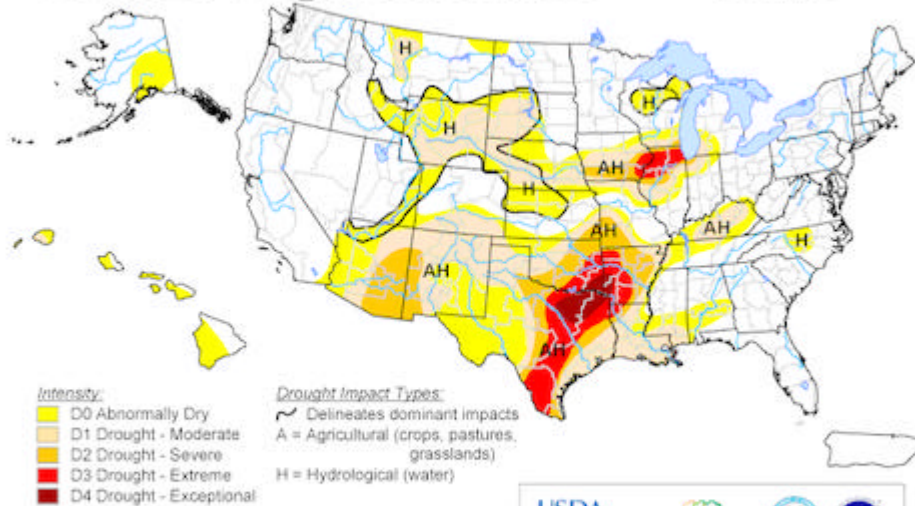 H
H
H
AH
H
AH
AH
H
AH
AH
Intensity:
D0 Abnormally Dry
D1 Drought - Moderate
D2 Drought - Severe
D3 Drought - Extreme
D4 Drought - Exceptional
Drought Impact Types:
Delineates dominant impacts
A = Agricultural (crops, pastures,
grasslands)
H = Hydrological (water)
USDA